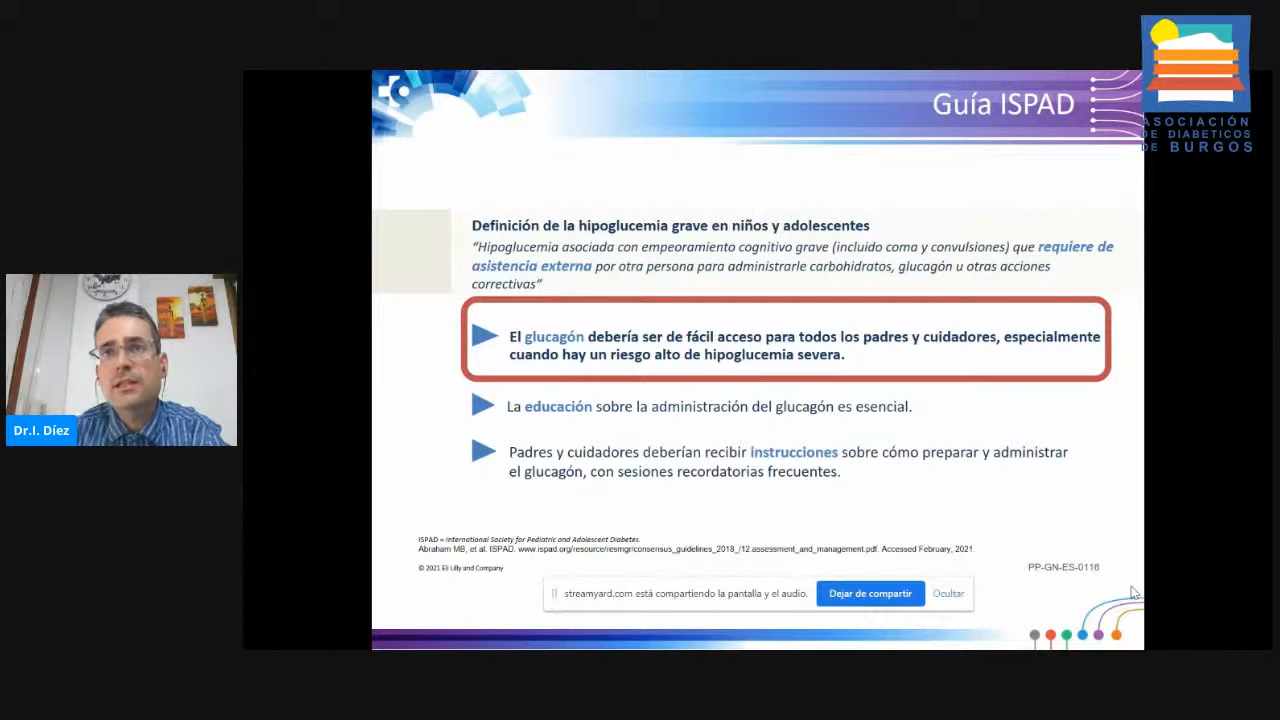 Guía ISPAD
ASOCIACIÓN
DE DIABETICOS
DE BURGOS
Definición de la hipoglucemia grave en niños y adolescentes
“Hipoglucemia asociada con empeoramiento cognitivo grave (incluido coma y convulsiones) que requiere de
asistencia externa por otra persona para administrarle carbohidratos, glucagón u otras acciones
correctivas”
El glucagón debería ser de fácil acceso para todos los padres y cuidadores, especialmente
cuando hay un riesgo alto de hipoglucemia severa.
La educación sobre la administración del glucagón es esencial.
Padres y cuidadores deberían recibir instrucciones sobre cómo preparar y administrar
el glucagón, con sesiones recordatorias frecuentes.
Dr.I. Díez
ISPAD = International Society for Pediatric and Adolescent Diabetes.
Abraham MB, et al. ISPAD. www.ispad.org/resource/resmgr/consensus_guidelines_2018_/12.assessment_and_management.pdf. Accessed February, 2021.
© 2021 Eli Lilly and Company
PP-GN-ES-0116
streamyard.com está compartiendo la pantalla y el audio.
Dejar de compartir
Ocultar